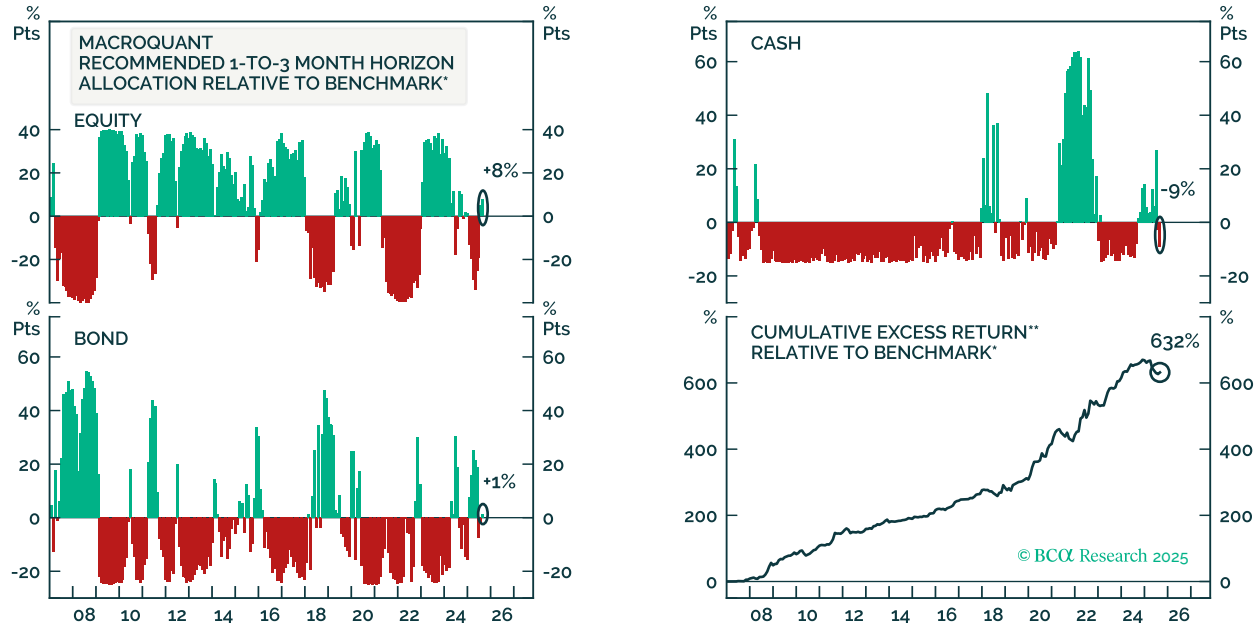 %
Pts
%
Pts
MACROQUANT
RECOMMENDED 1-TO-3 MONTH HORIZON
ALLOCATION RELATIVE TO BENCHMARK*
EQUITY
40
20
0
-20
40
20
0
-20
+8%
%
Pts
%
Pts
BOND
60
40
20
0
-20
60
40
20
0
-20
+1%
08 10 12 14 16 18 20 22 24 26
%
Pts
%
Pts
CASH
60
40
20
0
-20
60
40
20
0
-20
-9%
%
%
CUMULATIVE EXCESS RETURN**
RELATIVE TO BENCHMARK*
632%
600
400
200
0
600
400
200
0
© BCα Research 2025
08 10 12 14 16 18 20 22 24 26